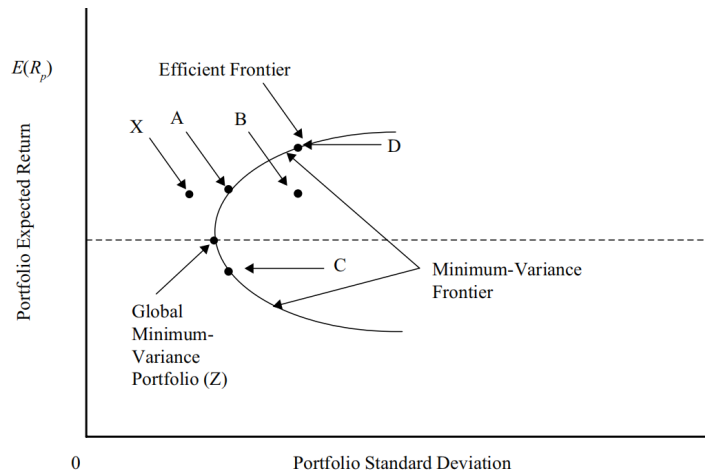 E(Rp)
Efficient Frontier
X
A
B
D
Portfolio Expected Return
C
Minimum-Variance
Frontier
Global
Minimum-
Variance
Portfolio (Z)
0
Portfolio Standard Deviation